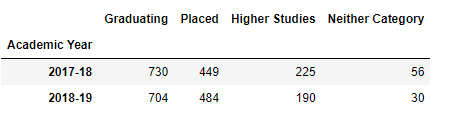 Graduating Placed Higher Studies Neither Category
Academic Year
2017-18 730 449 225 56
2018-19 704 484 190 30